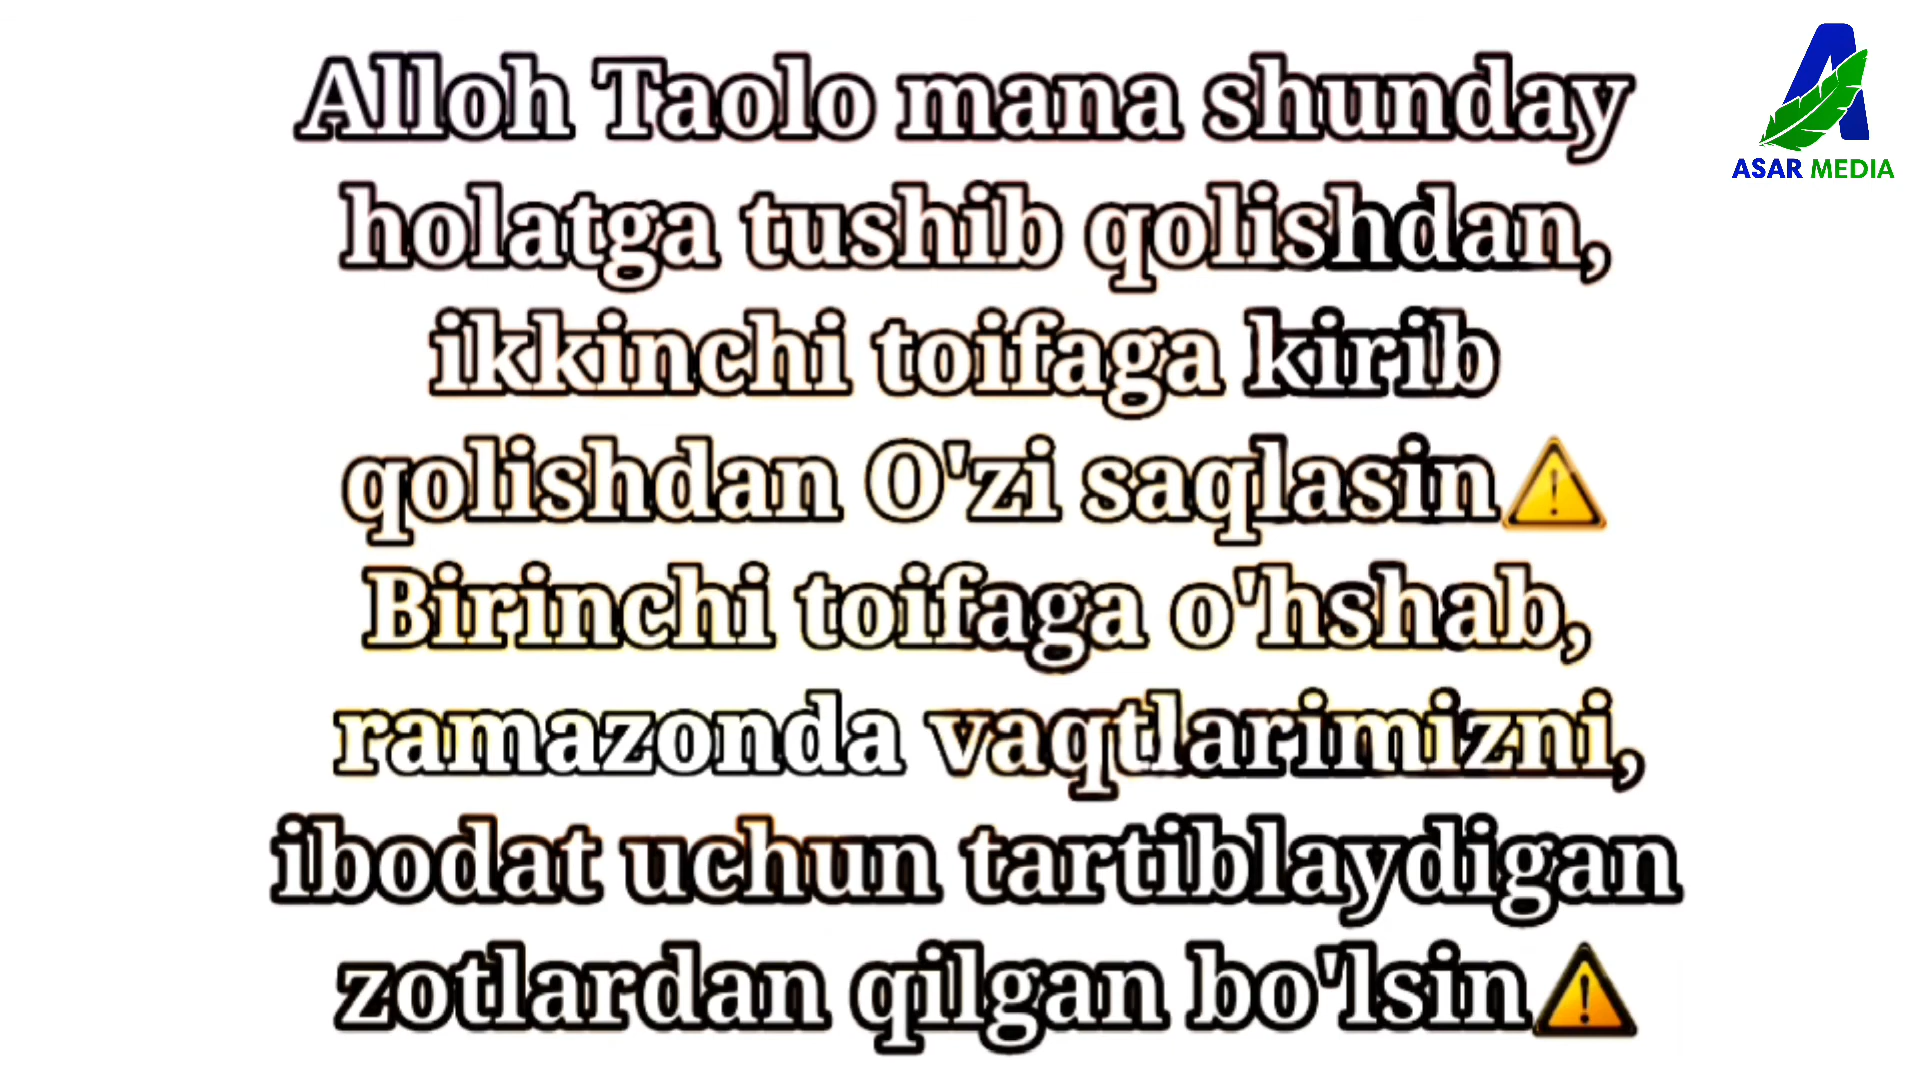 Alloh Taolo mana shunday
holatga tushib qolishdan,
ikkinchi toifaga kirib
qolishdan O'zi saqlasin⚠️
Birinchi toifaga o'hshab,
ramazonda vaqtlarimizni,
ibodat uchun tartiblaydigan
zotlardan qilgan bo'lsin⚠️
ASAR MEDIA